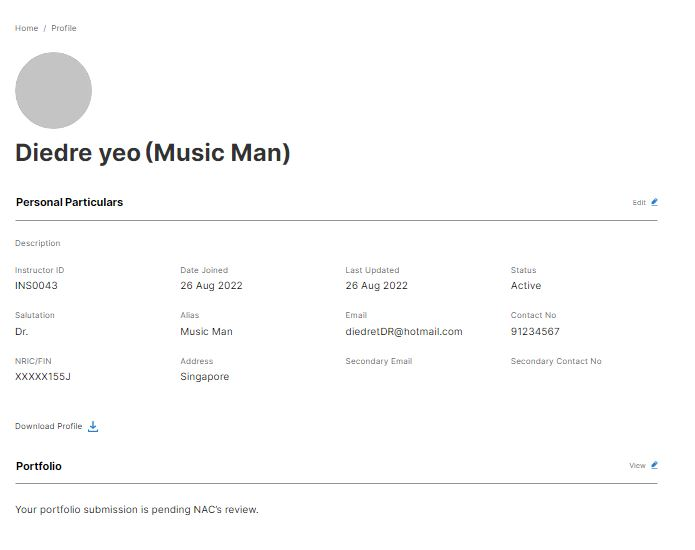 Home / Profile
Diedre yeo (Music Man)
Personal Particulars Edit
Description
Instructor ID Date Joined Last Updated Status
INS0043 26 Aug 2022 26 Aug 2022 Active
Salutation Alias Email Contact No
Dr. Music Man diedretDR@hotmail.com 91234567
NRIC/FIN Address Secondary Email Secondary Contact No
XXXXX155J Singapore
Download Profile
Portfolio View
Your portfolio submission is pending NAC's review.